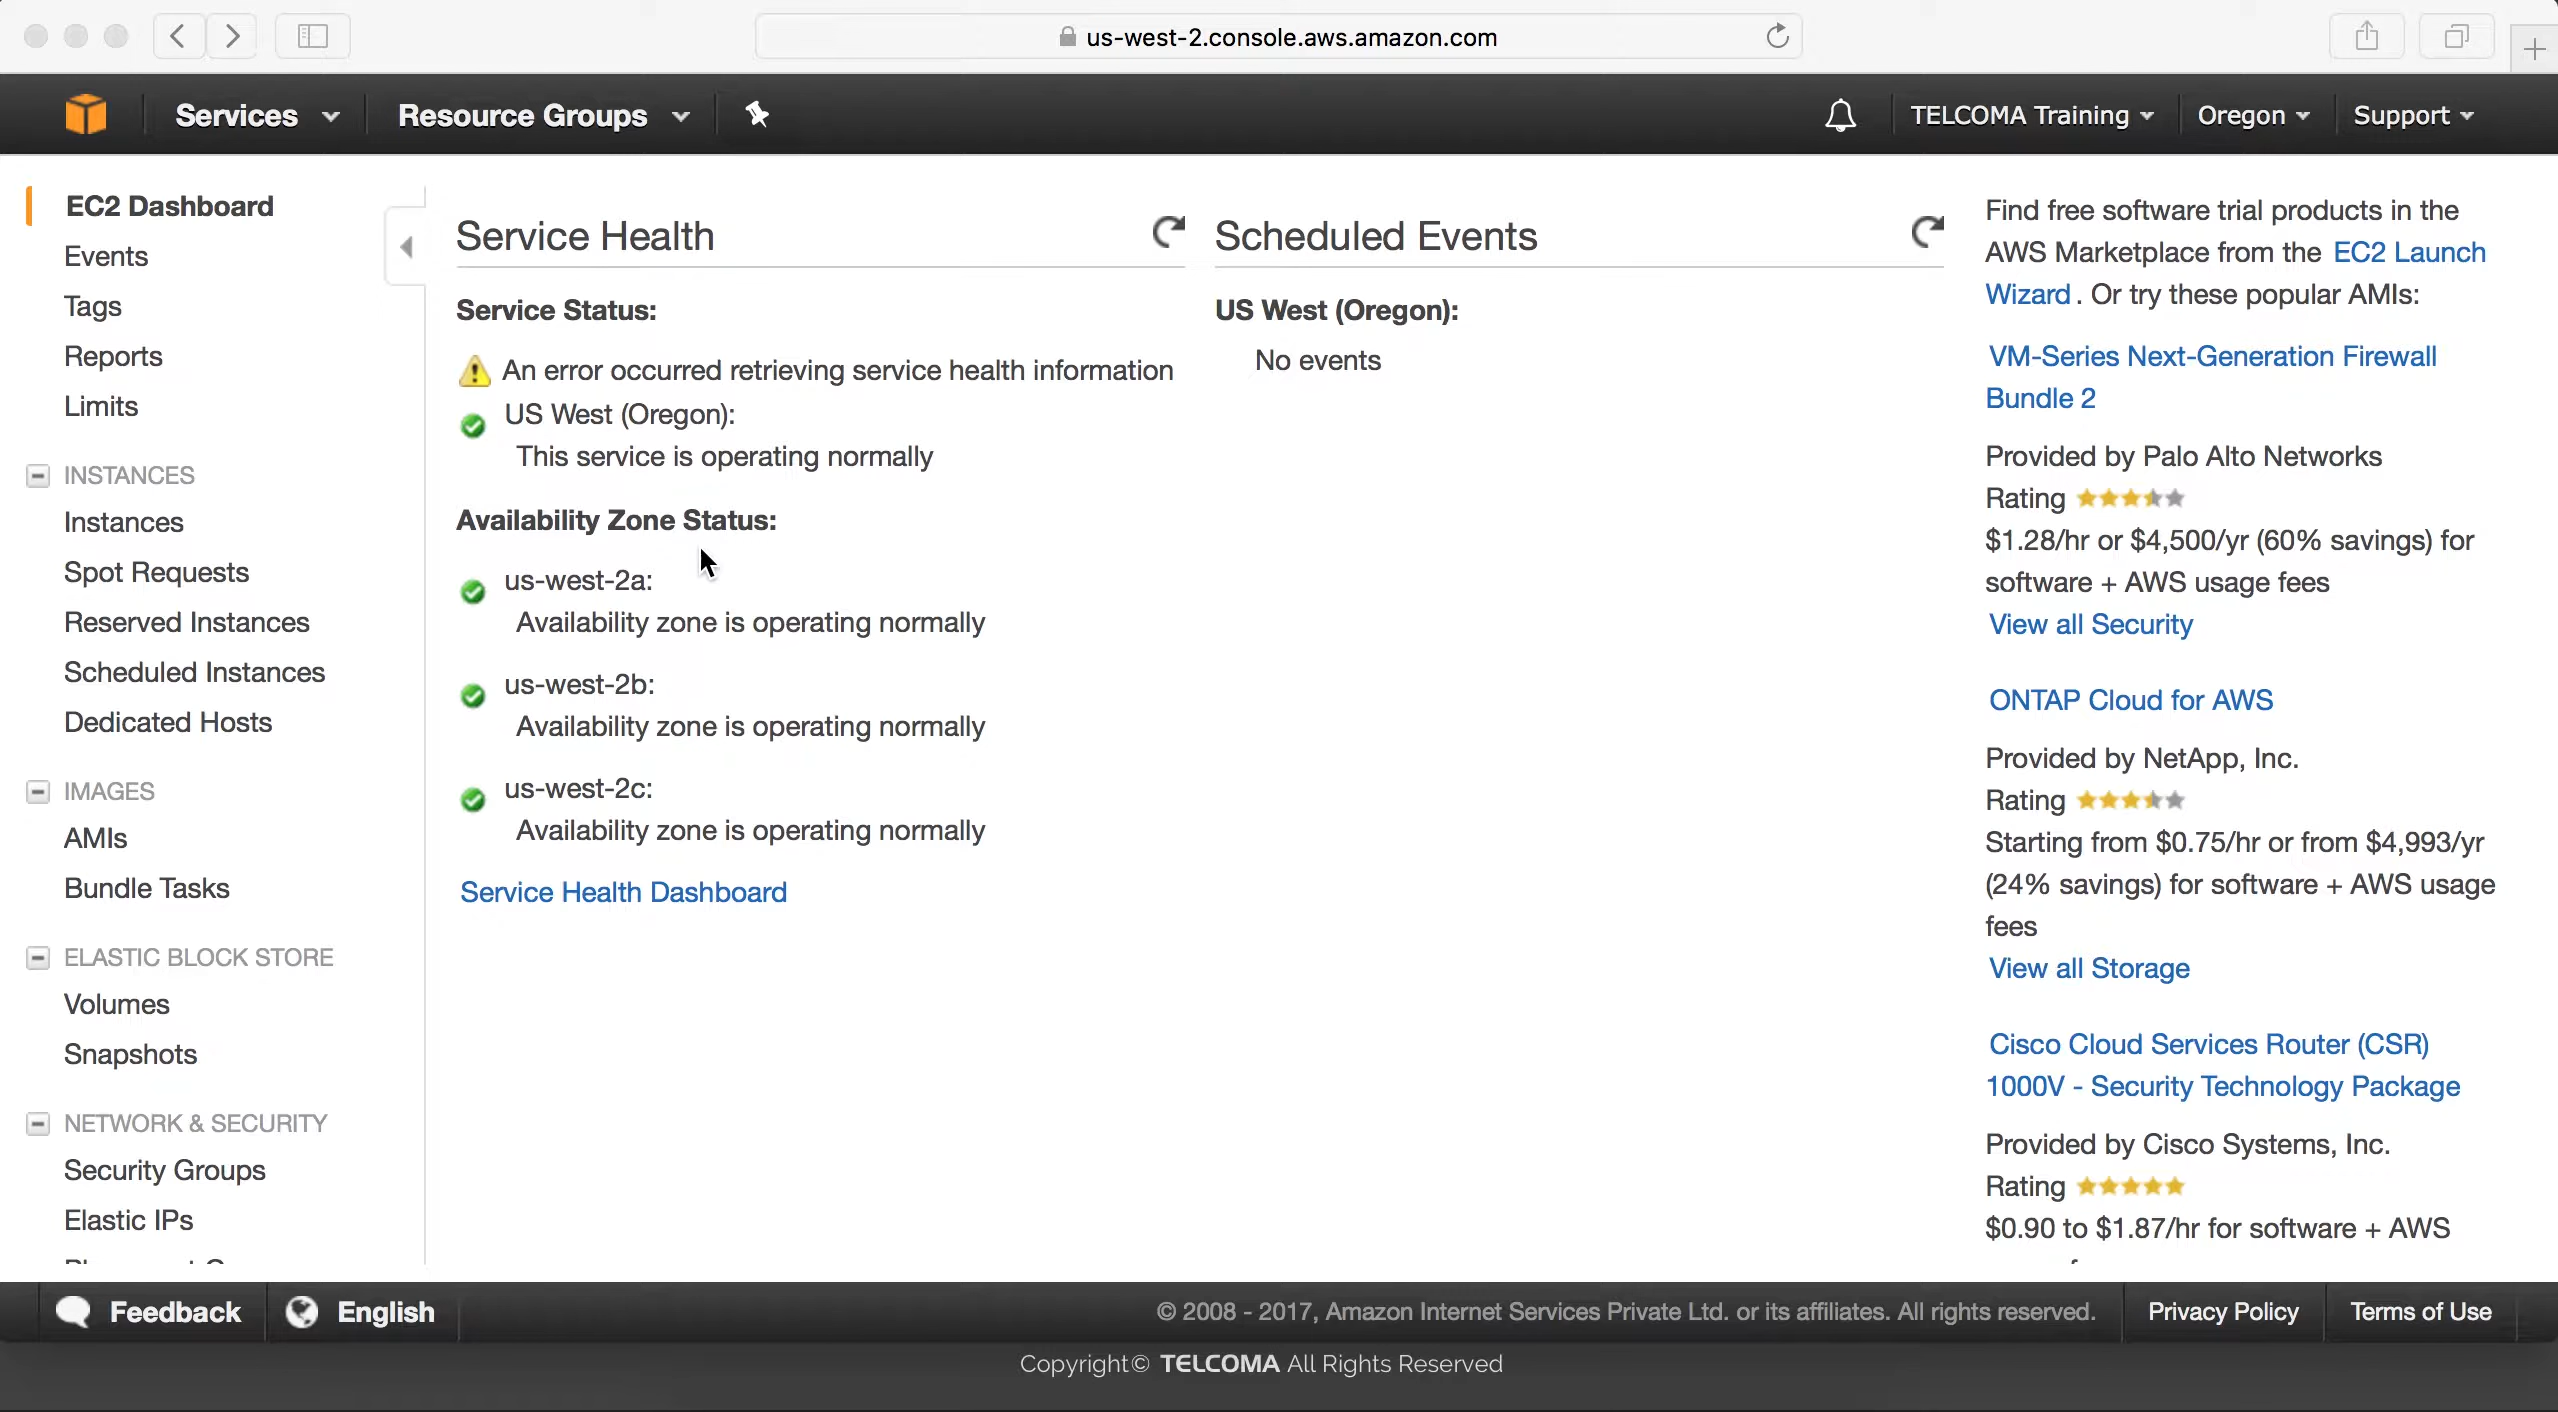 us-west-2.console.aws.amazon.com
Services
Resource Groups
TELCOMA Training
Oregon
Support
EC2 Dashboard
Events
Tags
Reports
Limits
INSTANCES
Instances
Spot Requests
Reserved Instances
Scheduled Instances
Dedicated Hosts
IMAGES
AMIs
Bundle Tasks
ELASTIC BLOCK STORE
Volumes
Snapshots
NETWORK & SECURITY
Security Groups
Elastic IPs
Service Health
Service Status:
An error occurred retrieving service health information
US West (Oregon):
This service is operating normally
Availability Zone Status:
us-west-2a:
Availability zone is operating normally
us-west-2b:
Availability zone is operating normally
us-west-2c:
Availability zone is operating normally
Service Health Dashboard
Scheduled Events
US West (Oregon):
No events
Find free software trial products in the
AWS Marketplace from the EC2 Launch
Wizard. Or try these popular AMIs:
VM-Series Next-Generation Firewall
Bundle 2
Provided by Palo Alto Networks
Rating
$1.28/hr or $4,500/yr (60% savings) for
software + AWS usage fees
View all Security
ONTAP Cloud for AWS
Provided by NetApp, Inc.
Rating
Starting from $0.75/hr or from $4,993/yr
(24% savings) for software + AWS usage
fees
View all Storage
Cisco Cloud Services Router (CSR)
1000V - Security Technology Package
Provided by Cisco Systems, Inc.
Rating
$0.90 to $1.87/hr for software + AWS
Feedback
English
© 2008 - 2017, Amazon Internet Services Private Ltd. or its affiliates. All rights reserved.
Privacy Policy
Terms of Use
Copyright© TELCOMA All Rights Reserved